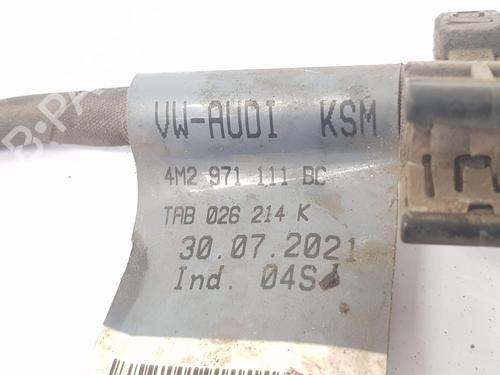 VW-AUDI KSM
4M2 971 111 BC
TAB 026 214 K
30.07.2021
Ind. 04S